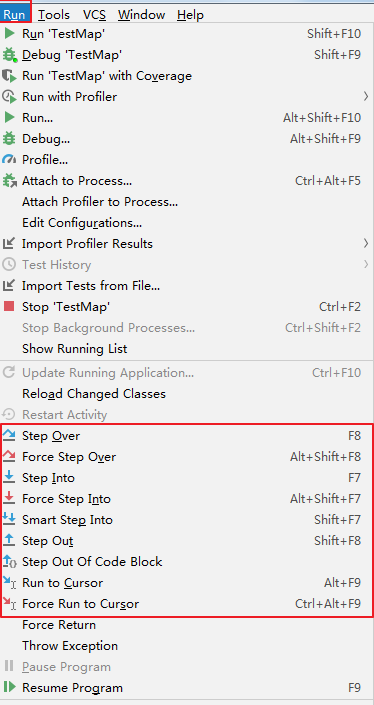 Run Tools VCS Window Help
Run 'TestMap' Shift+F10
Debug 'TestMap' Shift+F9
Run 'TestMap' with Coverage
Run with Profiler
Run... Alt+Shift+F10
Debug... Alt+Shift+F9
Profile...
Attach to Process... Ctrl+Alt+F5
Attach Profiler to Process...
Edit Configurations...
Import Profiler Results
Test History
Import Tests from File...
Stop 'TestMap' Ctrl+F2
Stop Background Processes... Ctrl+Shift+F2
Show Running List
Update Running Application... Ctrl+F10
Reload Changed Classes
Restart Activity
Step Over F8
Force Step Over Alt+Shift+F8
Step Into F7
Force Step Into Alt+Shift+F7
Smart Step Into Shift+F7
Step Out Shift+F8
Step Out Of Code Block
Run to Cursor Alt+F9
Force Run to Cursor Ctrl+Alt+F9
Force Return
Throw Exception
Pause Program
Resume Program F9